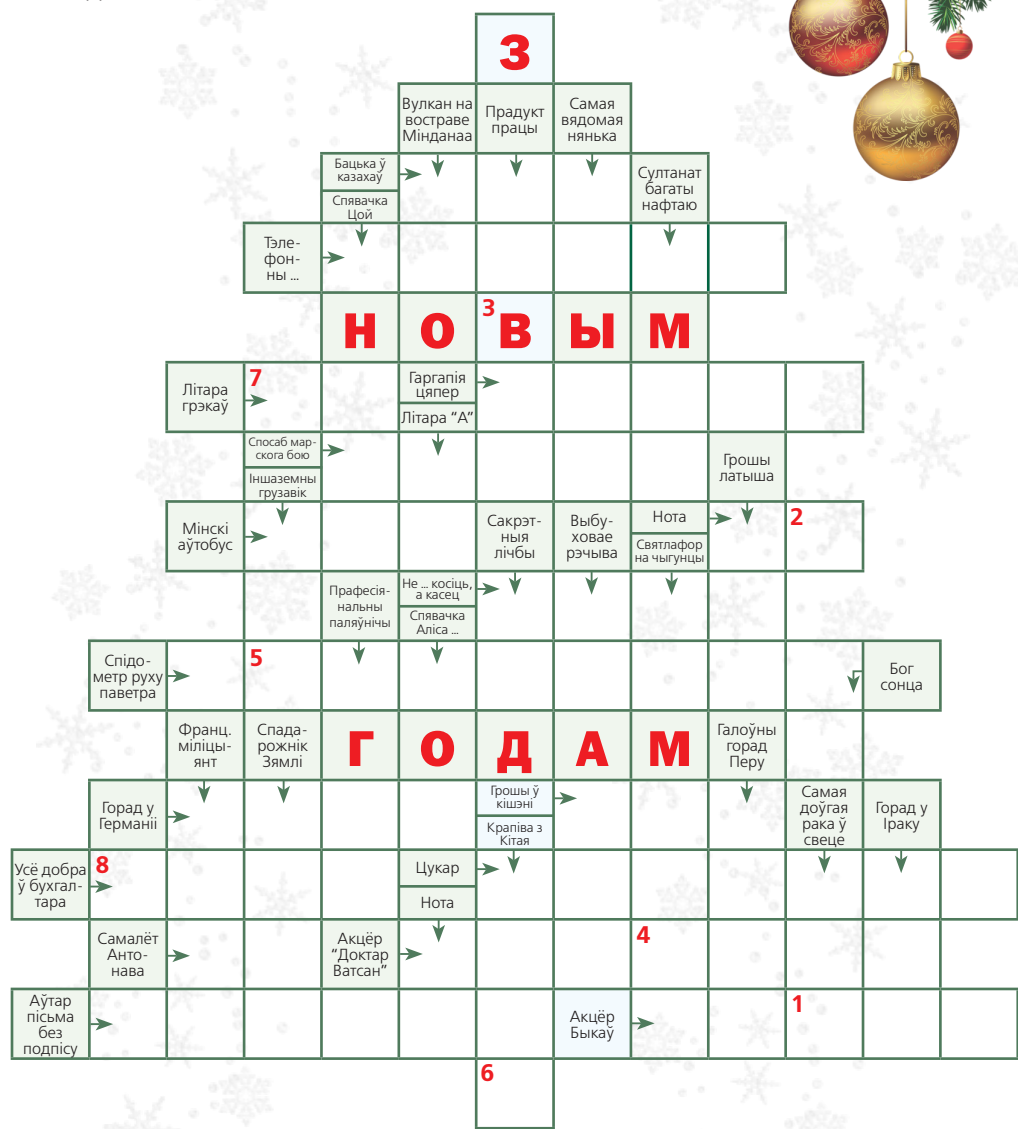 З
Вулкан на
востраве
Мінданаа
Прадукт
працы
Самая
вядомая
нянька
Бацька ў
казахаў
Спявачка
Цой
Султанат
багаты
нафтаю
Тэле-
фон-
ны ...
Н О 3 В Ы М
Літара
грэкаў
7
Гаргапія
цяпер
Літара “А”
Спосаб мар-
скога бою
Іншаземны
грузавік
Грошы
латыша
Мінскі
аўтобус
Сакрэт-
ныя
лічбы
Выбу-
ховае
рэчыва
Нота
Святлафор
на чыгунцы
2
Прафесія-
нальны
паляўнічы
Не ... косіць,
а касец
Спявачка
Аліса ...
Спідо-
метр руху
паветра
5
Бог
сонца
Франц.
міліцы-
янт
Спада-
рожнік
Зямлі
Г О Д А М
Галоўны
горад
Перу
Горад у
Германіі
Грошы ў
кішэні
Крапіва з
Кітая
Самая
доўгая
рака ў
свеце
Горад у
Іраку
Усё добра
ў бухгал-
тара
8
Цукар
Нота
Самалёт
Анто-
нава
Акцёр
“Доктар
Ватсан”
4
Аўтар
пісьма
без
подпісу
Акцёр
Быкаў
1
6